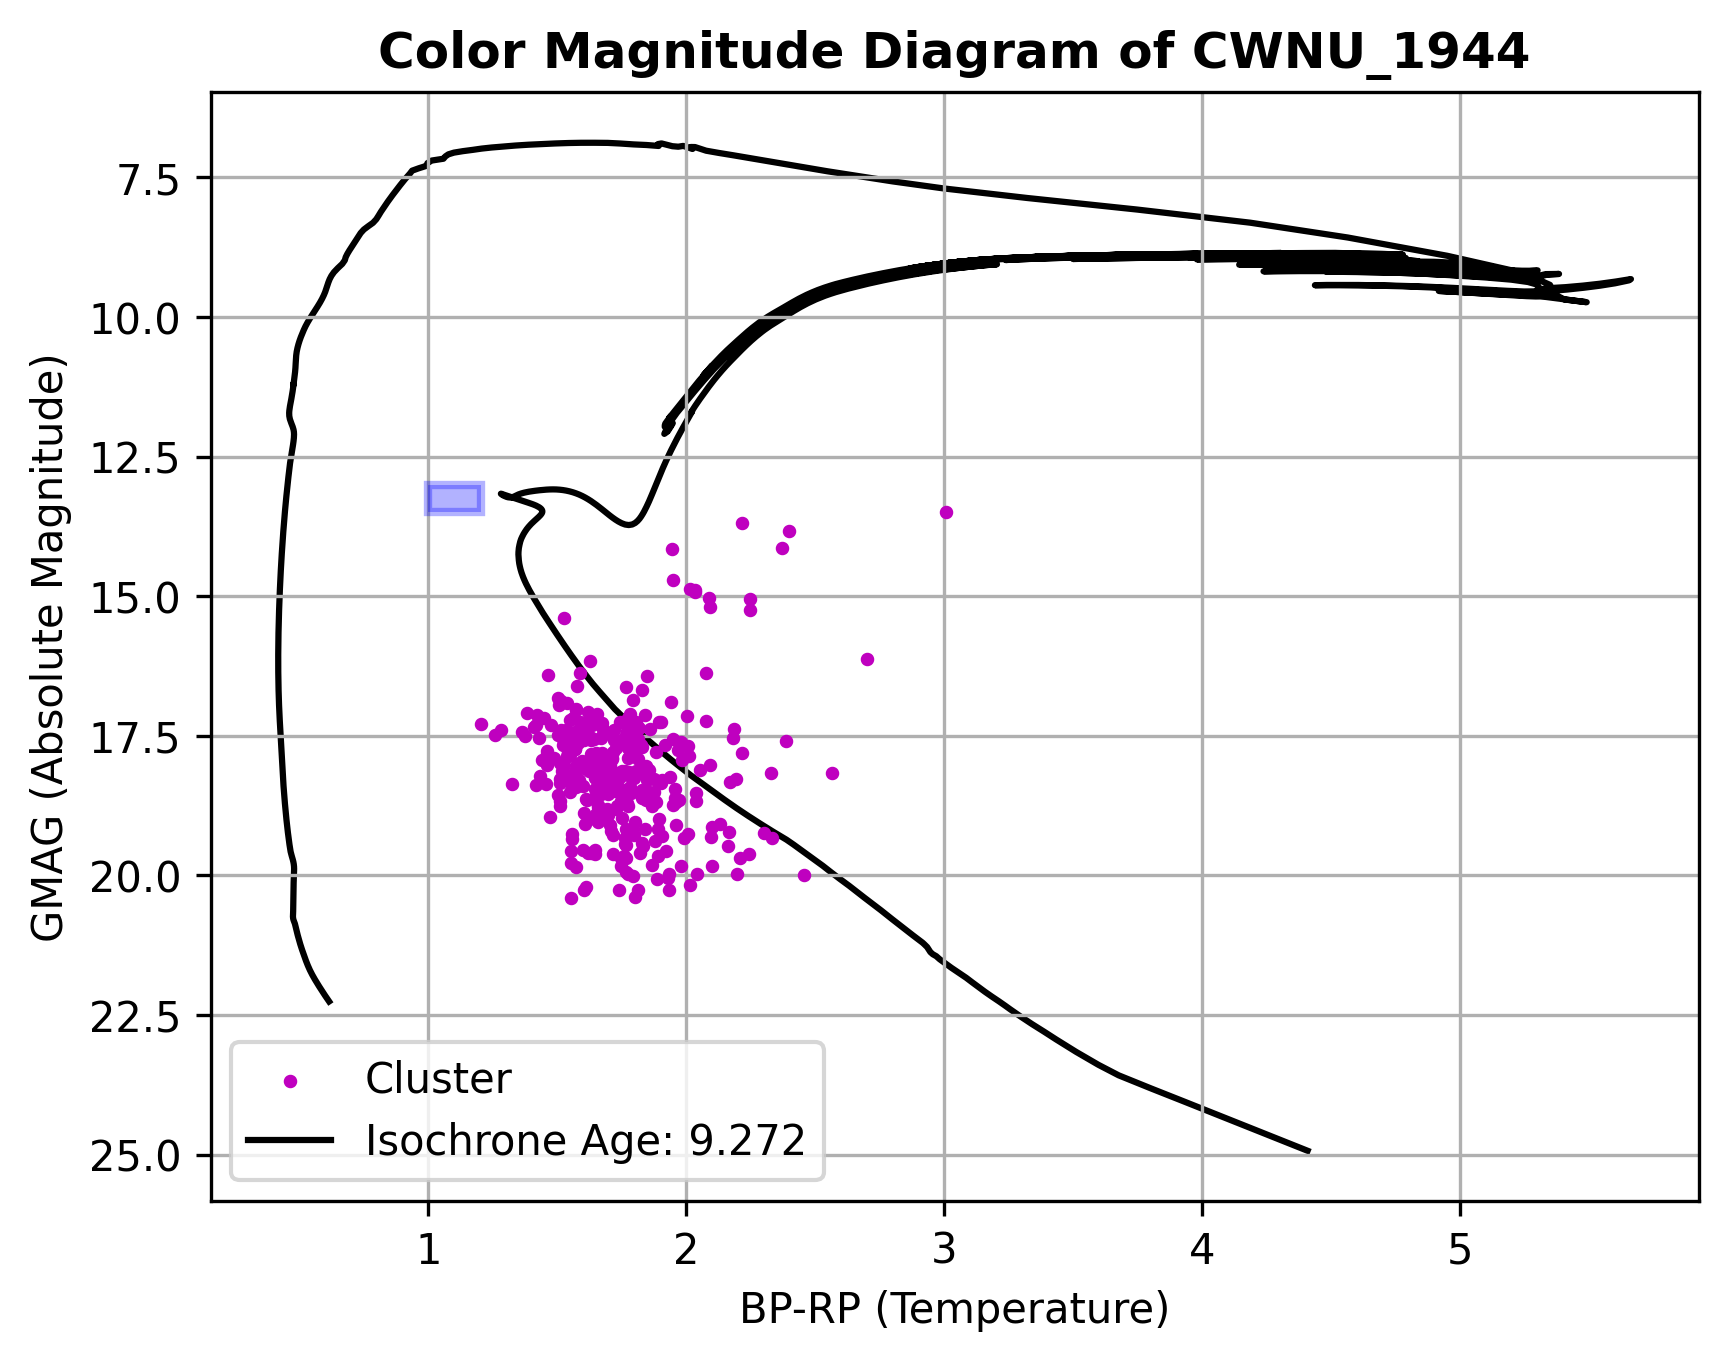 Color Magnitude Diagram of CWNU_1944
GMAG (Absolute Magnitude)
7.5
10.0
12.5
15.0
17.5
20.0
22.5
25.0
Cluster
Isochrone Age: 9.272
1
2
3
4
5
BP-RP (Temperature)